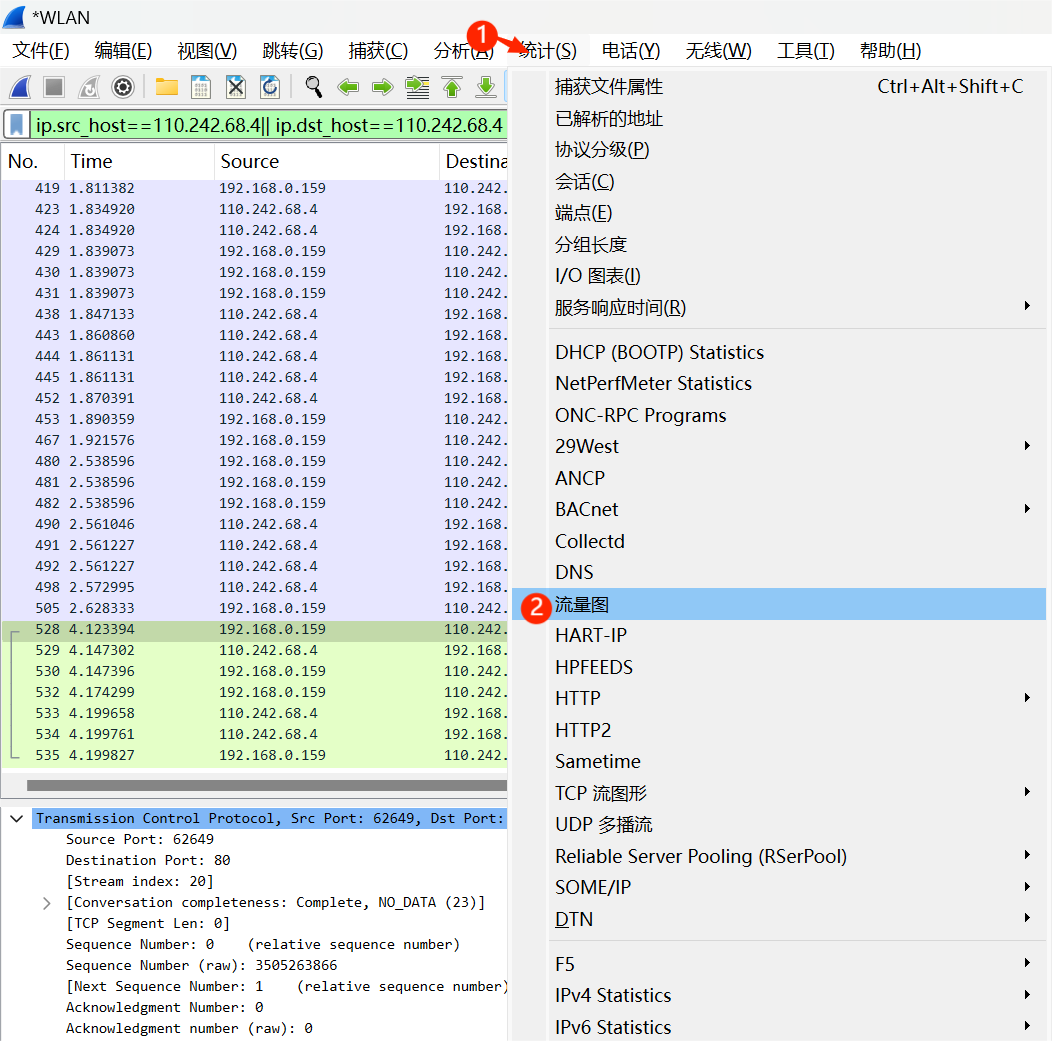 *WLAN
文件(F) 编辑(E) 视图(V) 跳转(G) 捕获(C) 分析(A) 统计(S) 电话(Y) 无线(W) 工具(T) 帮助(H)
1
ip.src_host==110.242.68.4|| ip.dst_host==110.242.68.4
No. Time Source Destina
419 1.811382 192.168.0.159 110.242.
423 1.834920 110.242.68.4 192.168.
424 1.834920 110.242.68.4 192.168.
429 1.839073 192.168.0.159 110.242.
430 1.839073 192.168.0.159 110.242.
431 1.839073 192.168.0.159 110.242.
438 1.847133 110.242.68.4 192.168.
443 1.860860 110.242.68.4 192.168.
444 1.861131 110.242.68.4 192.168.
445 1.861131 110.242.68.4 192.168.
452 1.870391 110.242.68.4 192.168.
453 1.890359 192.168.0.159 110.242.
467 1.921576 192.168.0.159 110.242.
480 2.538596 192.168.0.159 110.242.
481 2.538596 192.168.0.159 110.242.
482 2.538596 192.168.0.159 110.242.
490 2.561046 110.242.68.4 192.168.
491 2.561227 110.242.68.4 192.168.
492 2.561227 110.242.68.4 192.168.
498 2.572995 110.242.68.4 192.168.
505 2.628333 192.168.0.159 110.242.
528 4.123394 192.168.0.159 110.242.
529 4.147302 110.242.68.4 192.168.
530 4.147396 192.168.0.159 110.242.
532 4.174299 192.168.0.159 110.242.
533 4.199658 110.242.68.4 192.168.
534 4.199761 110.242.68.4 192.168.
535 4.199827 192.168.0.159 110.242.
Transmission Control Protocol, Src Port: 62649, Dst Port:
Source Port: 62649
Destination Port: 80
[Stream index: 20]
[Conversation completeness: Complete, NO_DATA (23)]
[TCP Segment Len: 0]
Sequence Number: 0 (relative sequence number)
Sequence Number (raw): 3505263866
[Next Sequence Number: 1 (relative sequence number)
Acknowledgment Number: 0
Acknowledgment number (raw): 0
捕获文件属性 Ctrl+Alt+Shift+C
已解析的地址
协议分级(P)
会话(C)
端点(E)
分组长度
I/O 图表(I)
服务响应时间(R)
DHCP (BOOTP) Statistics
NetPerfMeter Statistics
ONC-RPC Programs
29West
ANCP
BACnet
Collectd
DNS
2 流量图
HART-IP
HPFEEDS
HTTP
HTTP2
Sametime
TCP 流图形
UDP 多播流
Reliable Server Pooling (RSerPool)
SOME/IP
DTN
F5
IPv4 Statistics
IPv6 Statistics